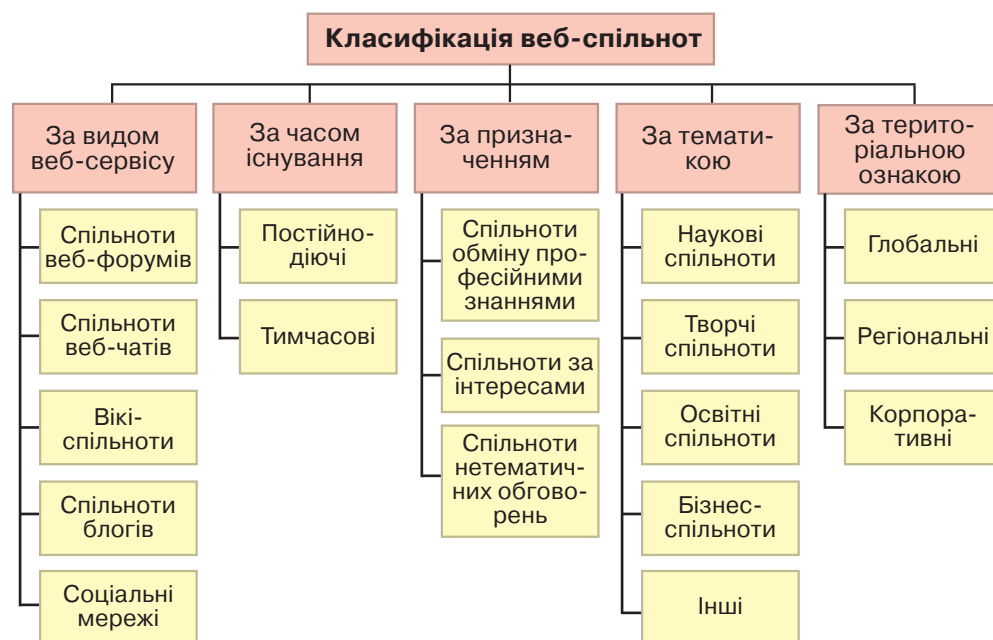 Класифікація веб-спільнот
За видом
веб-сервісу
Спільноти
веб-форумів
Спільноти
веб-чатів
Вікі-
спільноти
Спільноти
блогів
Соціальні
мережі
За часом
існування
Постійно-
діючі
Тимчасові
За призна-
ченням
Спільноти
обміну про-
фесійними
знаннями
Спільноти за
інтересами
Спільноти
нетематич-
них обгово-
рень
За темати-
кою
Наукові
спільноти
Творчі
спільноти
Освітні
спільноти
Бізнес-
спільноти
Інші
За терито-
ріальною
ознакою
Глобальні
Регіональні
Корпора-
тивні